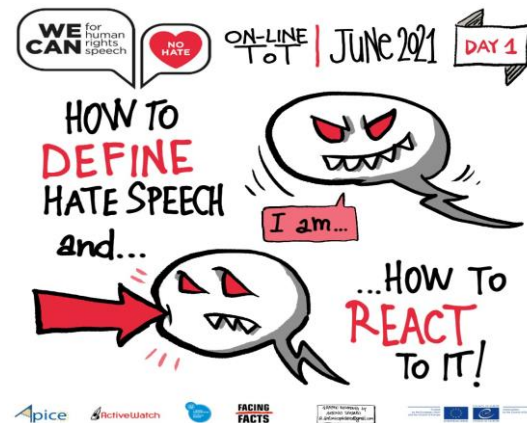 WE CAN for human rights speech
NO HATE
ON-LINE ToT | JUNE 2021
DAY 1
HOW TO
DEFINE
HATE SPEECH
and...
I am...
...HOW TO
REACT
TO IT!
Apice
ActiveWatch
FACING FACTS